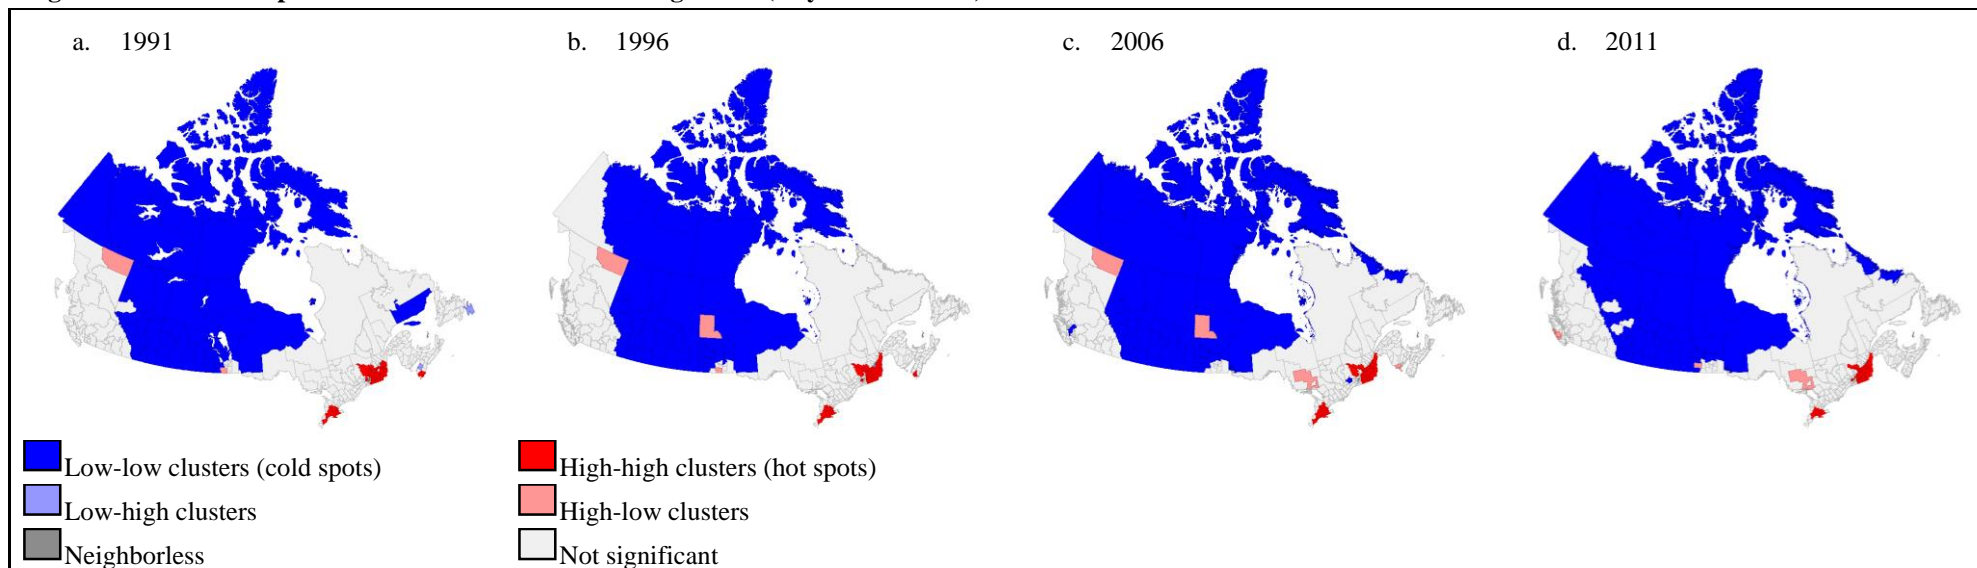 a. 1991
b. 1996
c. 2006
d. 2011
Low-low clusters (cold spots)
High-high clusters (hot spots)
Low-high clusters
High-low clusters
Neighborless
Not significant